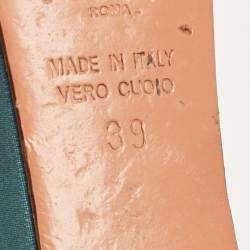 ROMA
MADE IN ITALY
VERO CUOIO
39